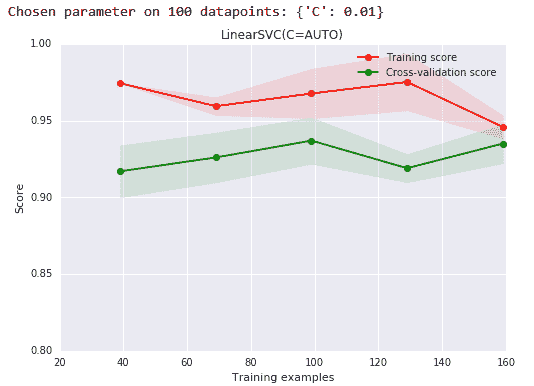 Chosen parameter on 100 datapoints: {'C': 0.01}
LinearSVC(C=AUTO)
1.00
Training score
Cross-validation score
0.95
0.90
Score
0.85
0.80
20 40 60 80 100 120 140 160
Training examples